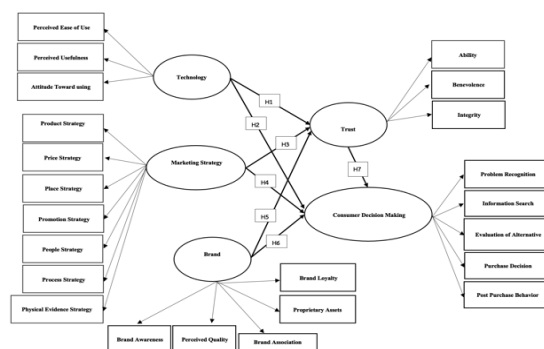 Perceived Ease of Use
Perceived Usefulness
Attitude Toward using
Technology
Ability
Benevolence
Integrity
H1
H2
Trust
Product Strategy
Price Strategy
Place Strategy
Promotion Strategy
People Strategy
Process Strategy
Physical Evidence Strategy
Marketing Strategy
H3
H4
H7
H5
H6
Consumer Decision Making
Problem Recognition
Information Search
Evaluation of Alternative
Purchase Decision
Post Purchase Behavior
Brand
Brand Loyalty
Proprietary Assets
Brand Awareness
Perceived Quality
Brand Association